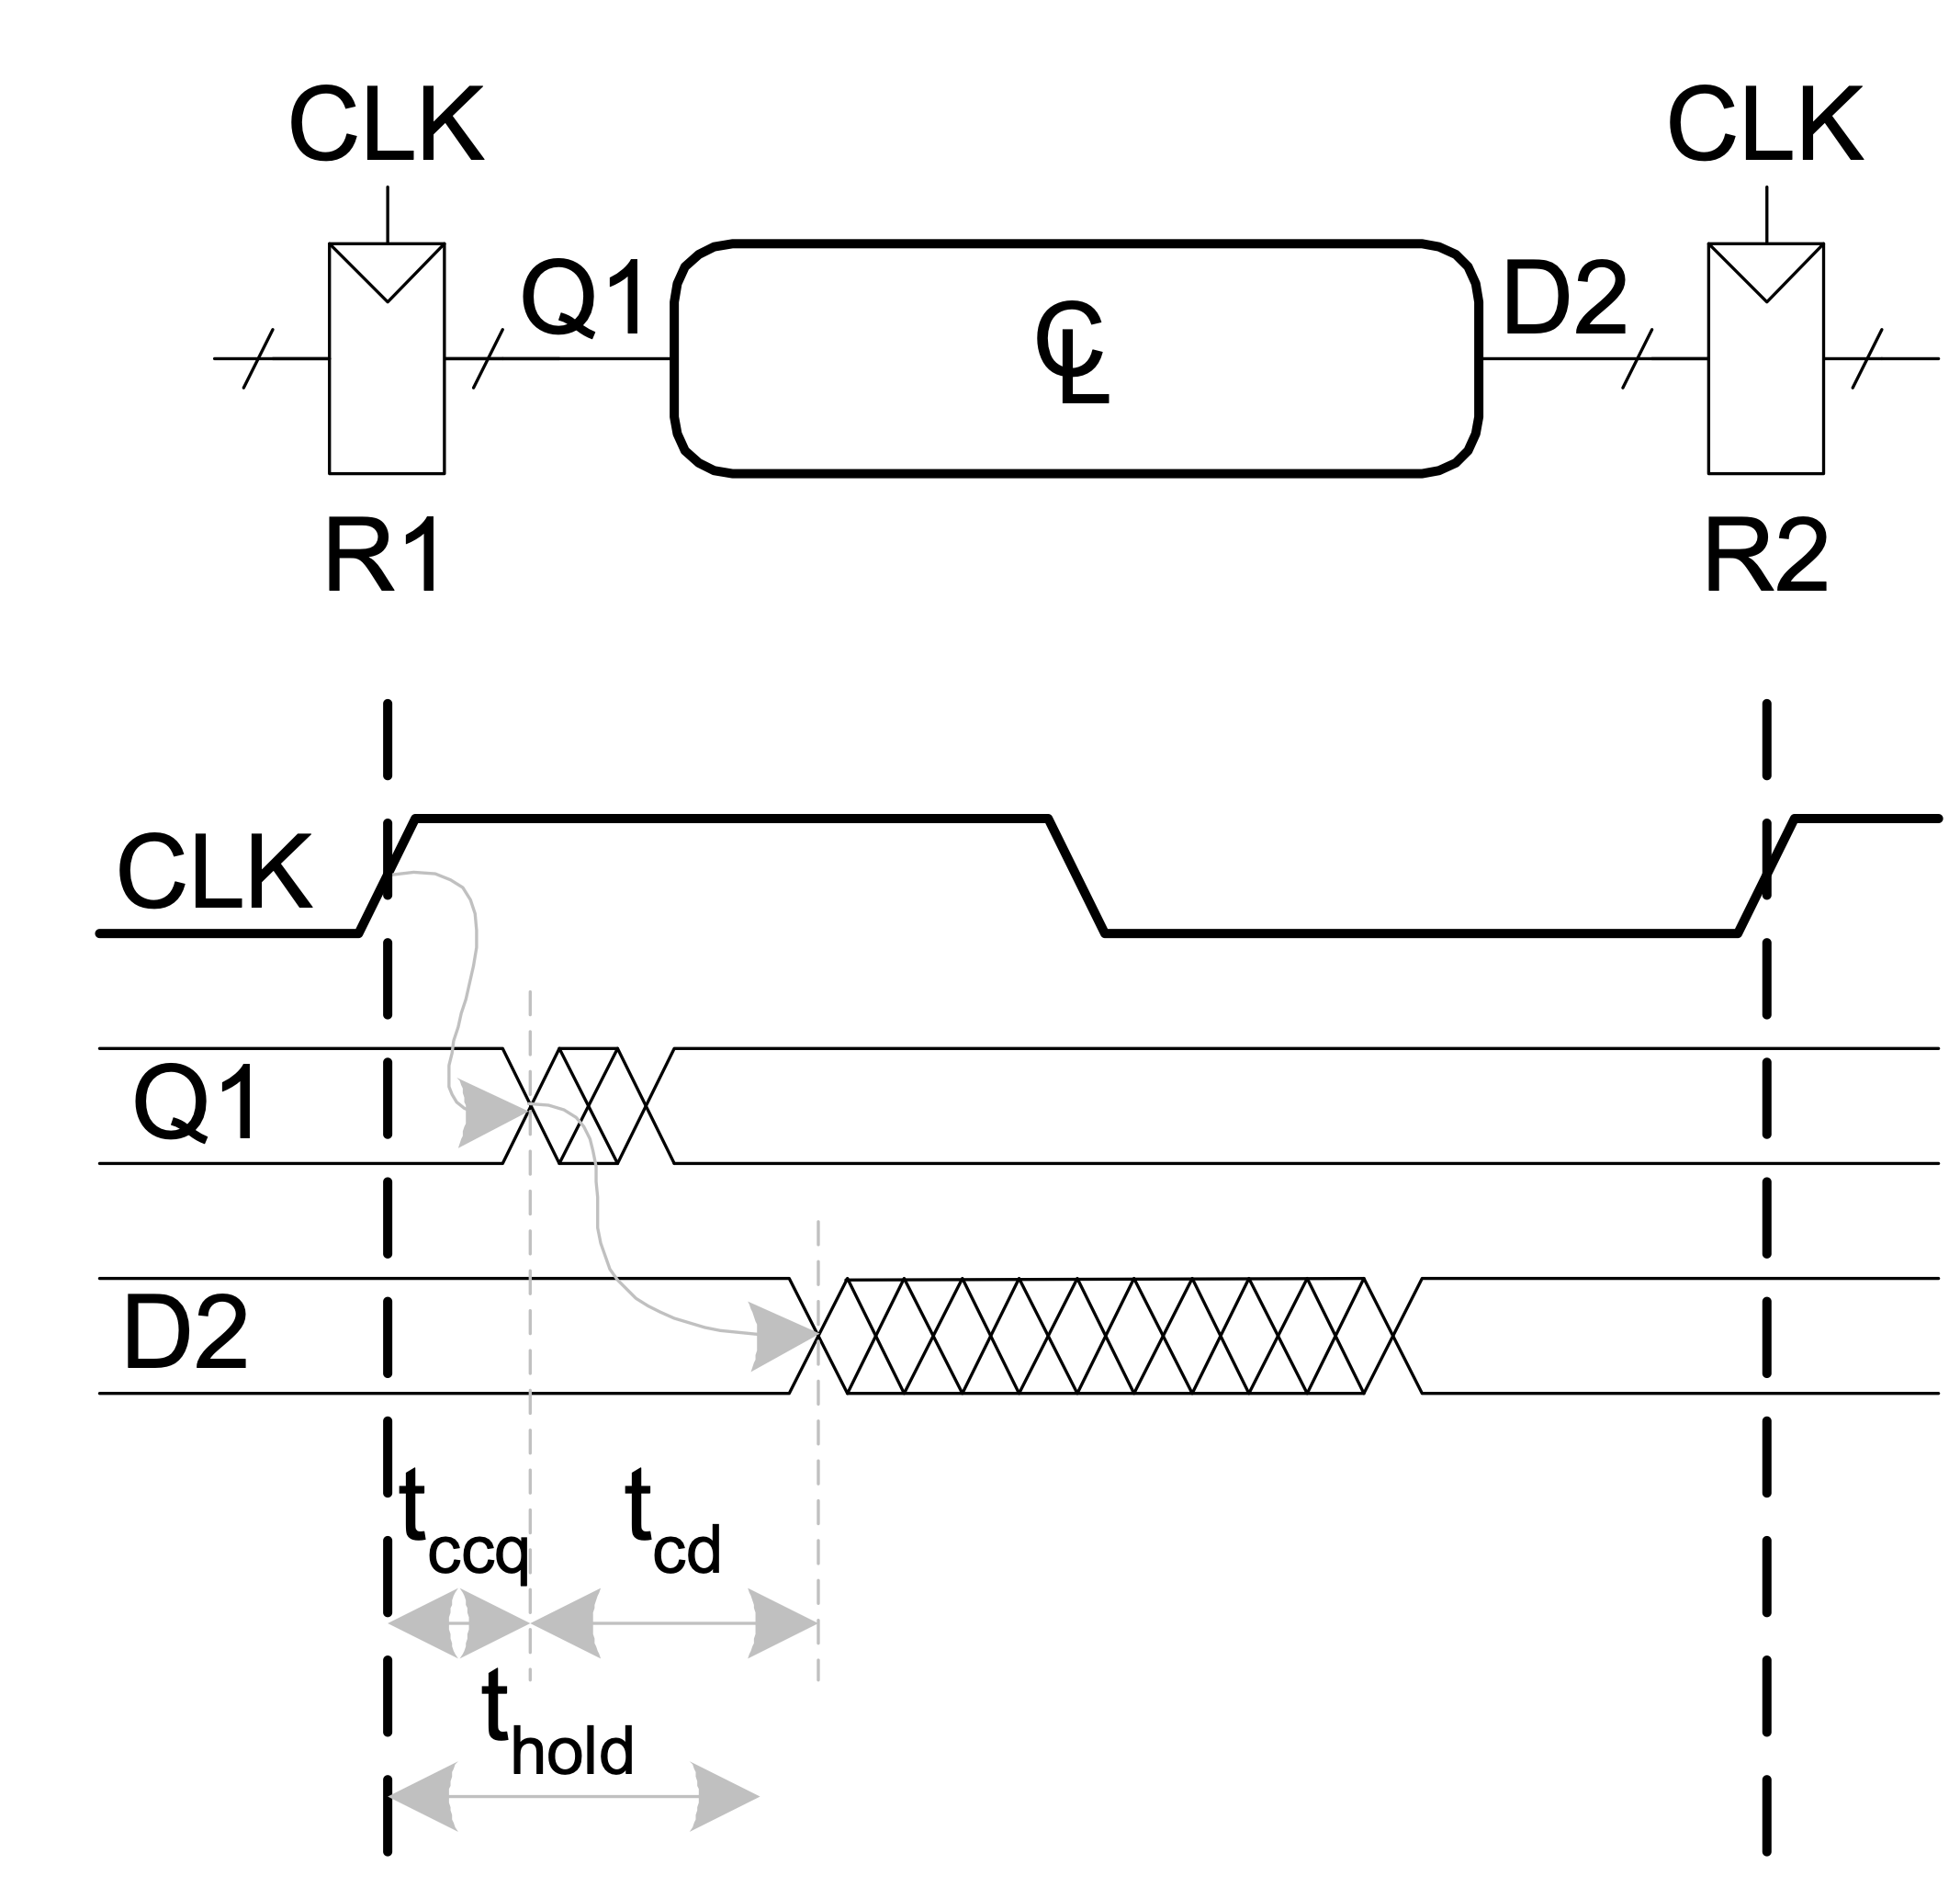 CLK CLK
Q1 CL D2
R1 R2
CLK
Q1
D2
tccq tcd
thold